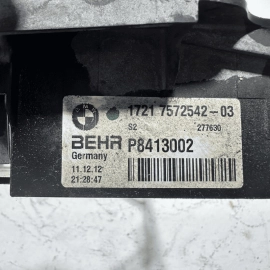 1721 7572542-03
S2 277630
BEHR P8413002
Germany
11.12.12
21:28:47